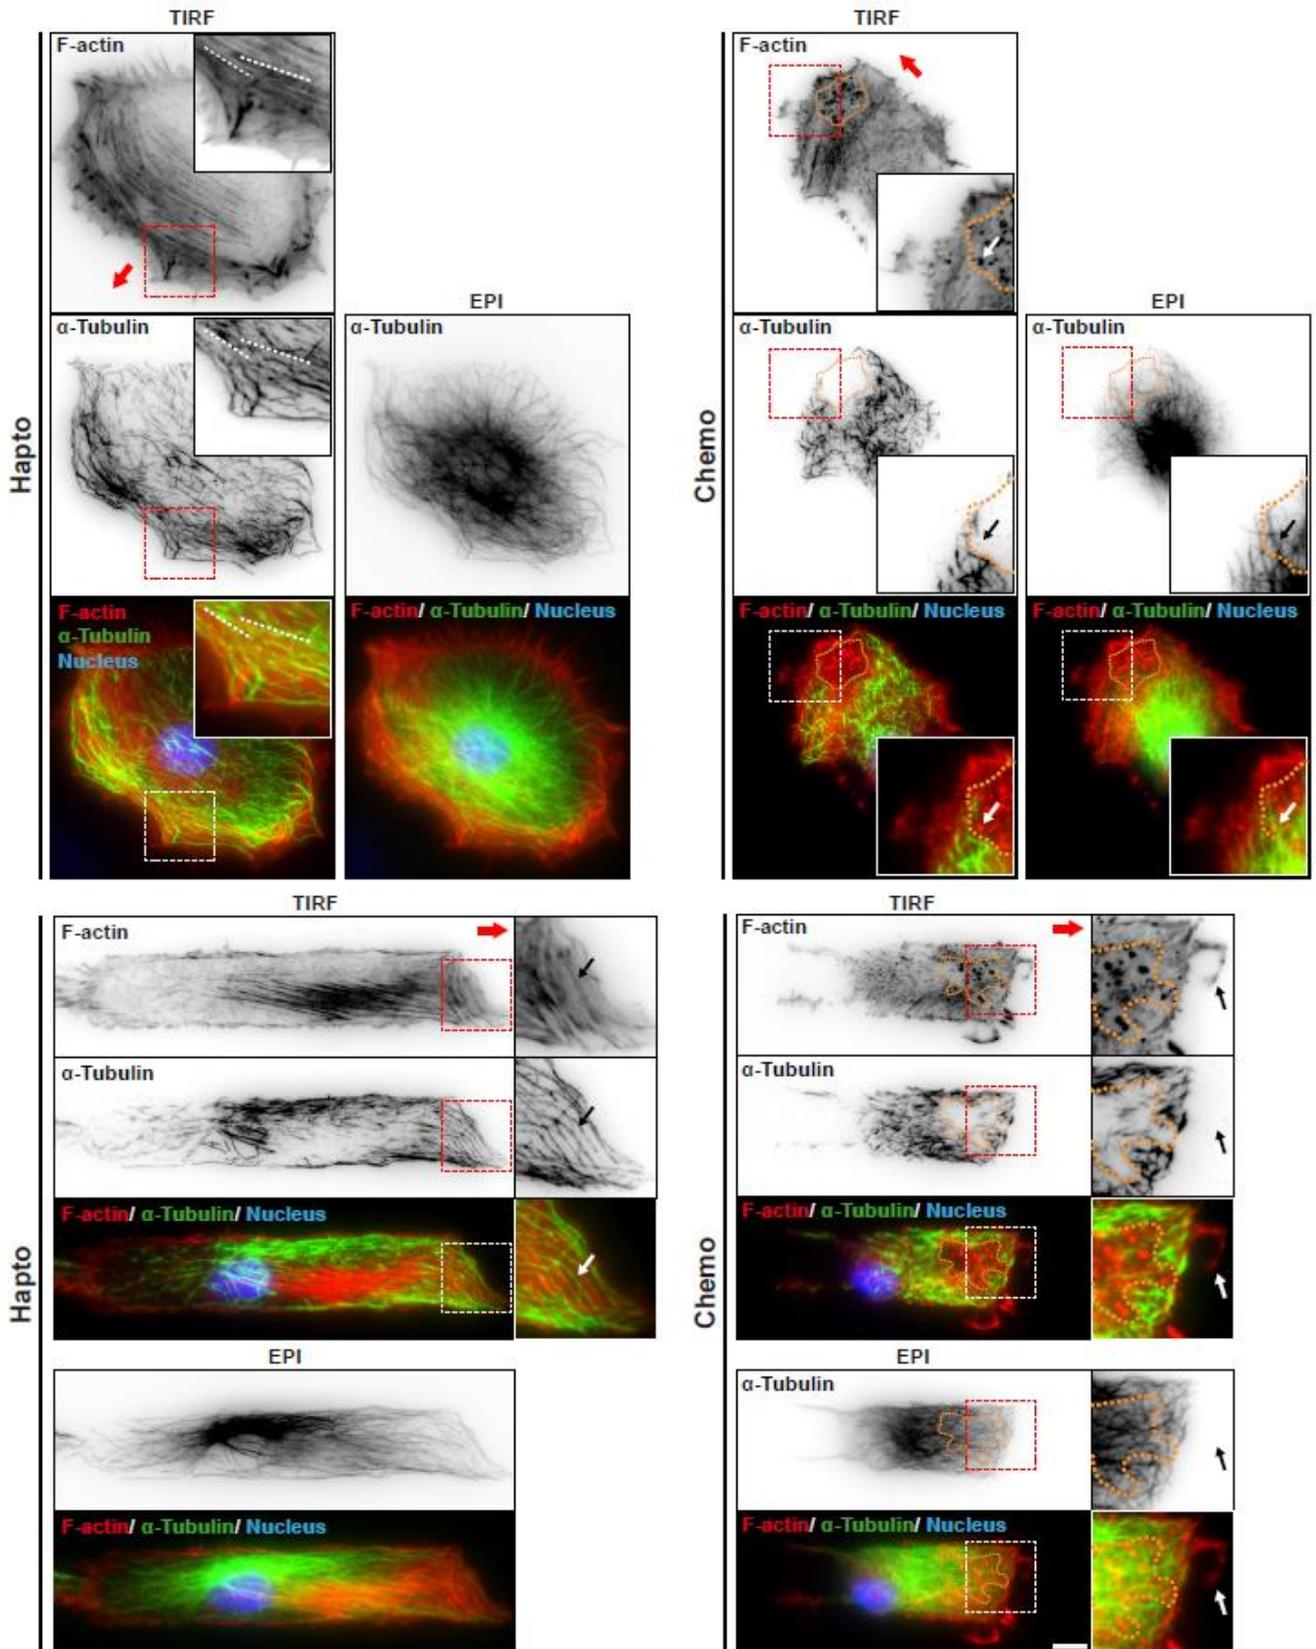 TIRF
F-actin
EPI
α-Tubulin
α-Tubulin
Hapto
F-actin
α-Tubulin
Nucleus
F-actin/ α-Tubulin/ Nucleus
TIRF
F-actin
EPI
α-Tubulin
α-Tubulin
Chemo
F-actin/ α-Tubulin/ Nucleus
F-actin/ α-Tubulin/ Nucleus
TIRF
F-actin
α-Tubulin
F-actin/ α-Tubulin/ Nucleus
Hapto
EPI
F-actin/ α-Tubulin/ Nucleus
TIRF
F-actin
α-Tubulin
F-actin/ α-Tubulin/ Nucleus
Chemo
EPI
α-Tubulin
F-actin/ α-Tubulin/ Nucleus